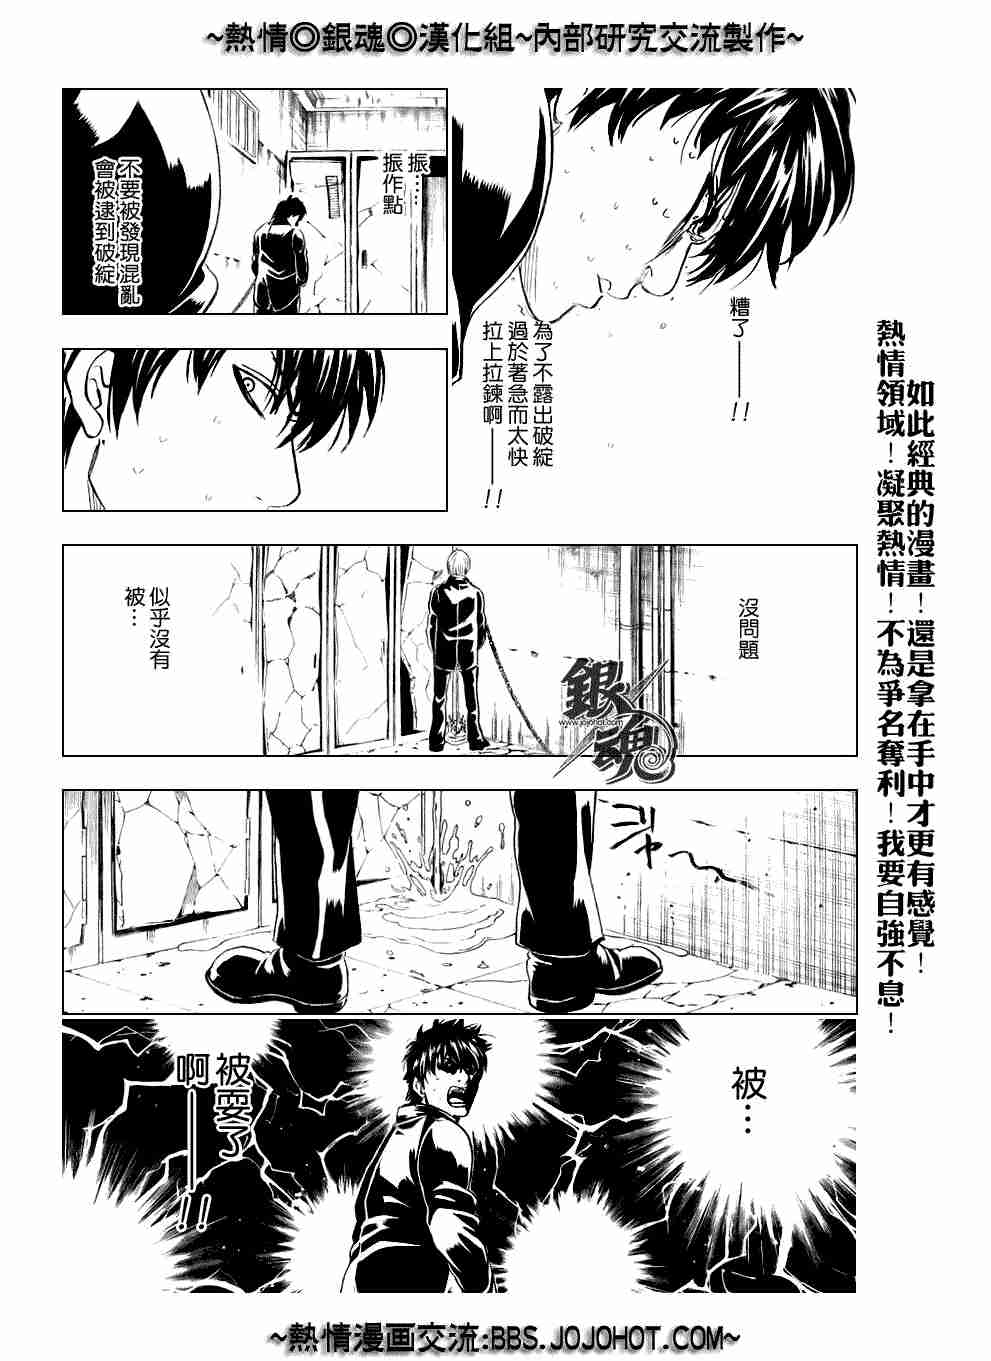 ~熱情◎銀魂◎漢化組~內部研究交流製作~
糟了——!!
為了不露出破綻
過於著急而太快
拉上拉鍊啊——!!
振……
振作點
不要被發現混亂
會被逮到破綻
沒問題
似乎沒有
被…
銀魂
www.jojohot.com
ジャ〜
被…
被耍了
啊——!!
如此經典的漫畫！還是拿在手中才更有感覺！
熱情領域！凝聚熱情！不為爭名奪利！我要自強不息！
~熱情漫画交流:BBS.JOJOHOT.COM~